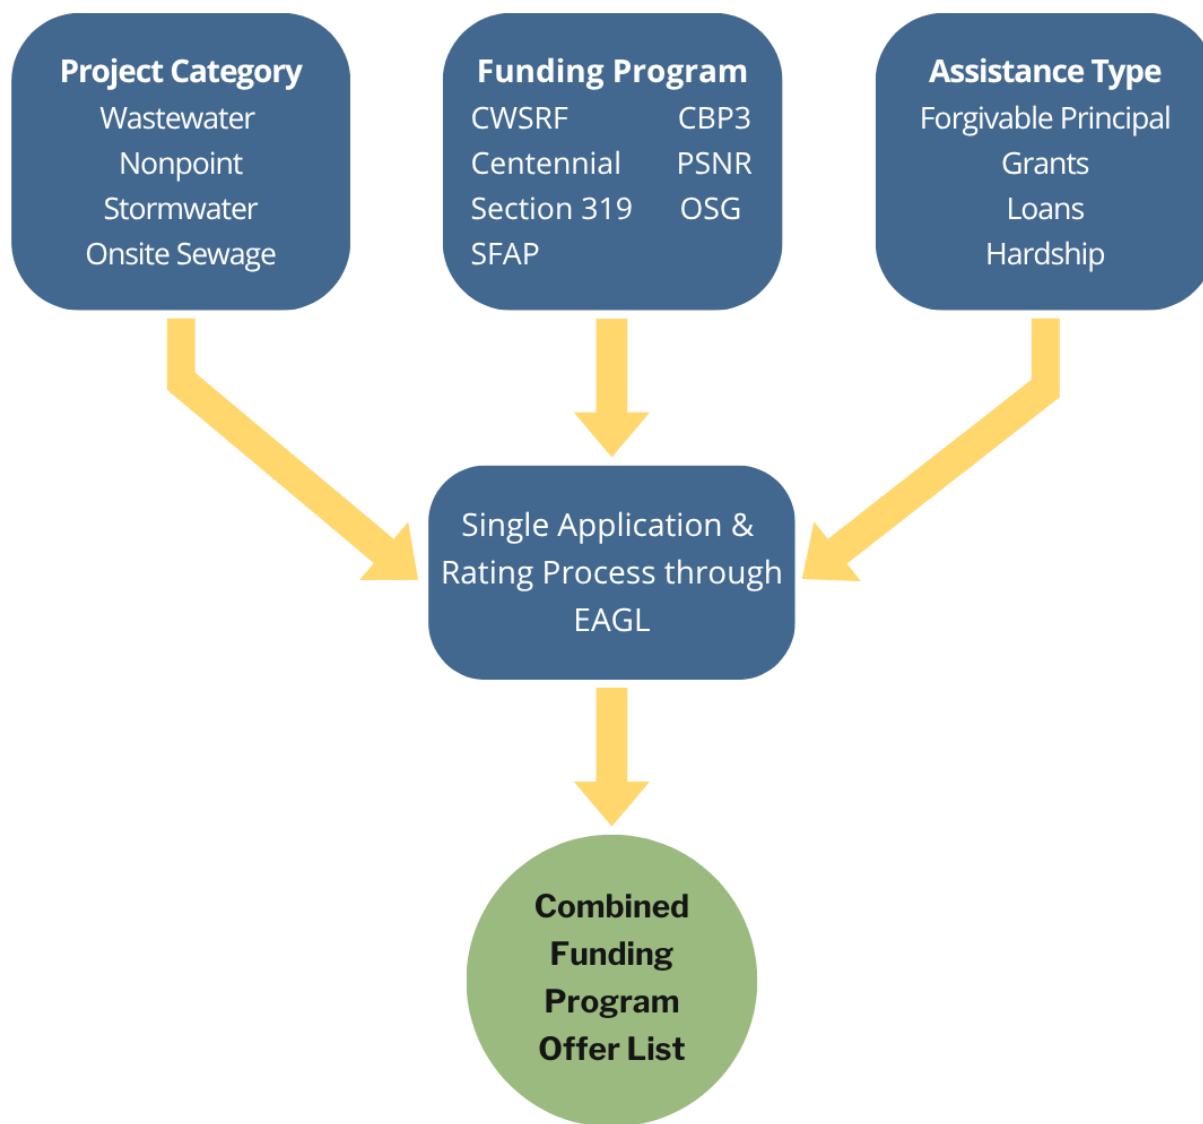 Project Category
Wastewater
Nonpoint
Stormwater
Onsite Sewage
Funding Program
CWSRF CBP3
Centennial PSNR
Section 319 OSG
SFAP
Assistance Type
Forgivable Principal
Grants
Loans
Hardship
Single Application &
Rating Process through
EAGL
Combined
Funding
Program
Offer List